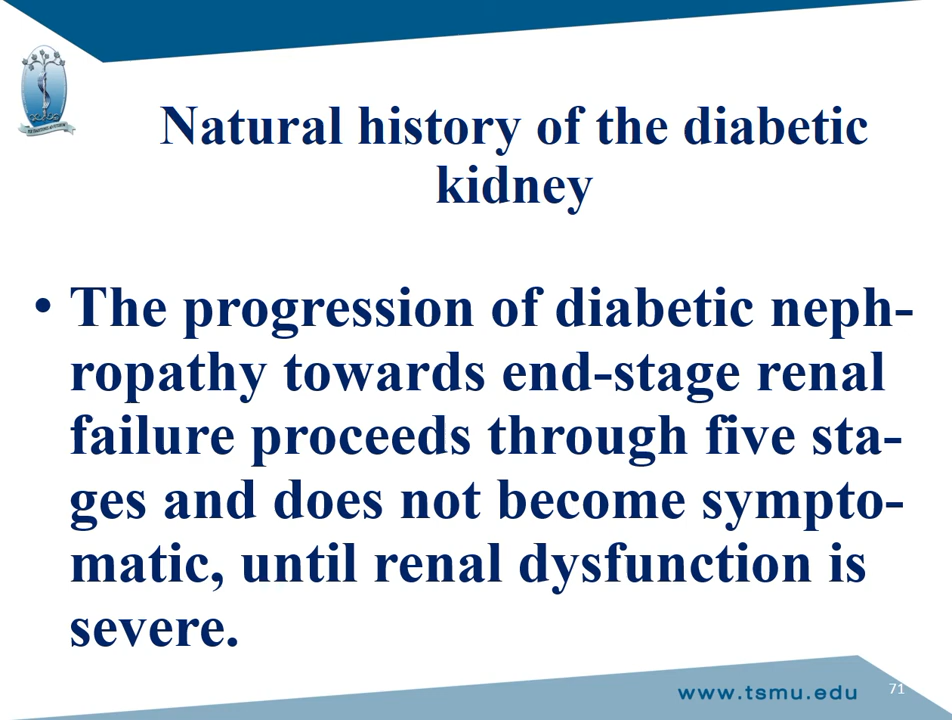 Natural history of the diabetic
kidney
• The progression of diabetic neph-
ropathy towards end-stage renal
failure proceeds through five sta-
ges and does not become sympto-
matic, until renal dysfunction is
severe.
www.tsmu.edu
71